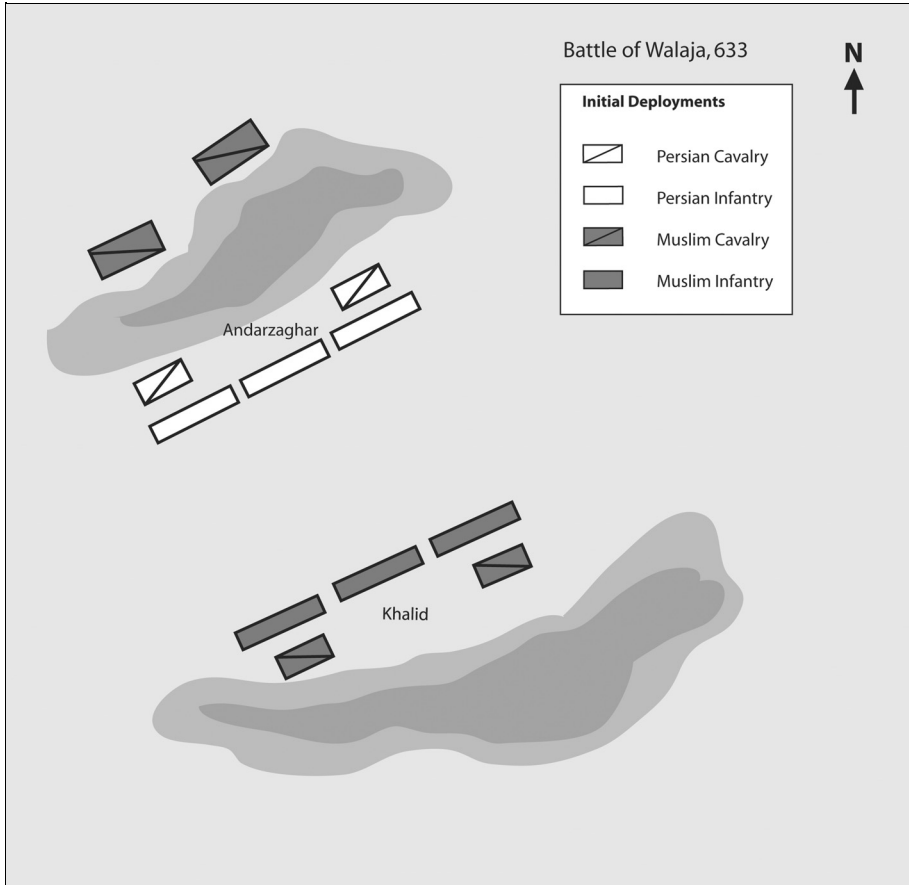 Battle of Walaja, 633
N
Initial Deployments
Persian Cavalry
Persian Infantry
Muslim Cavalry
Muslim Infantry
Andarzaghar
Khalid